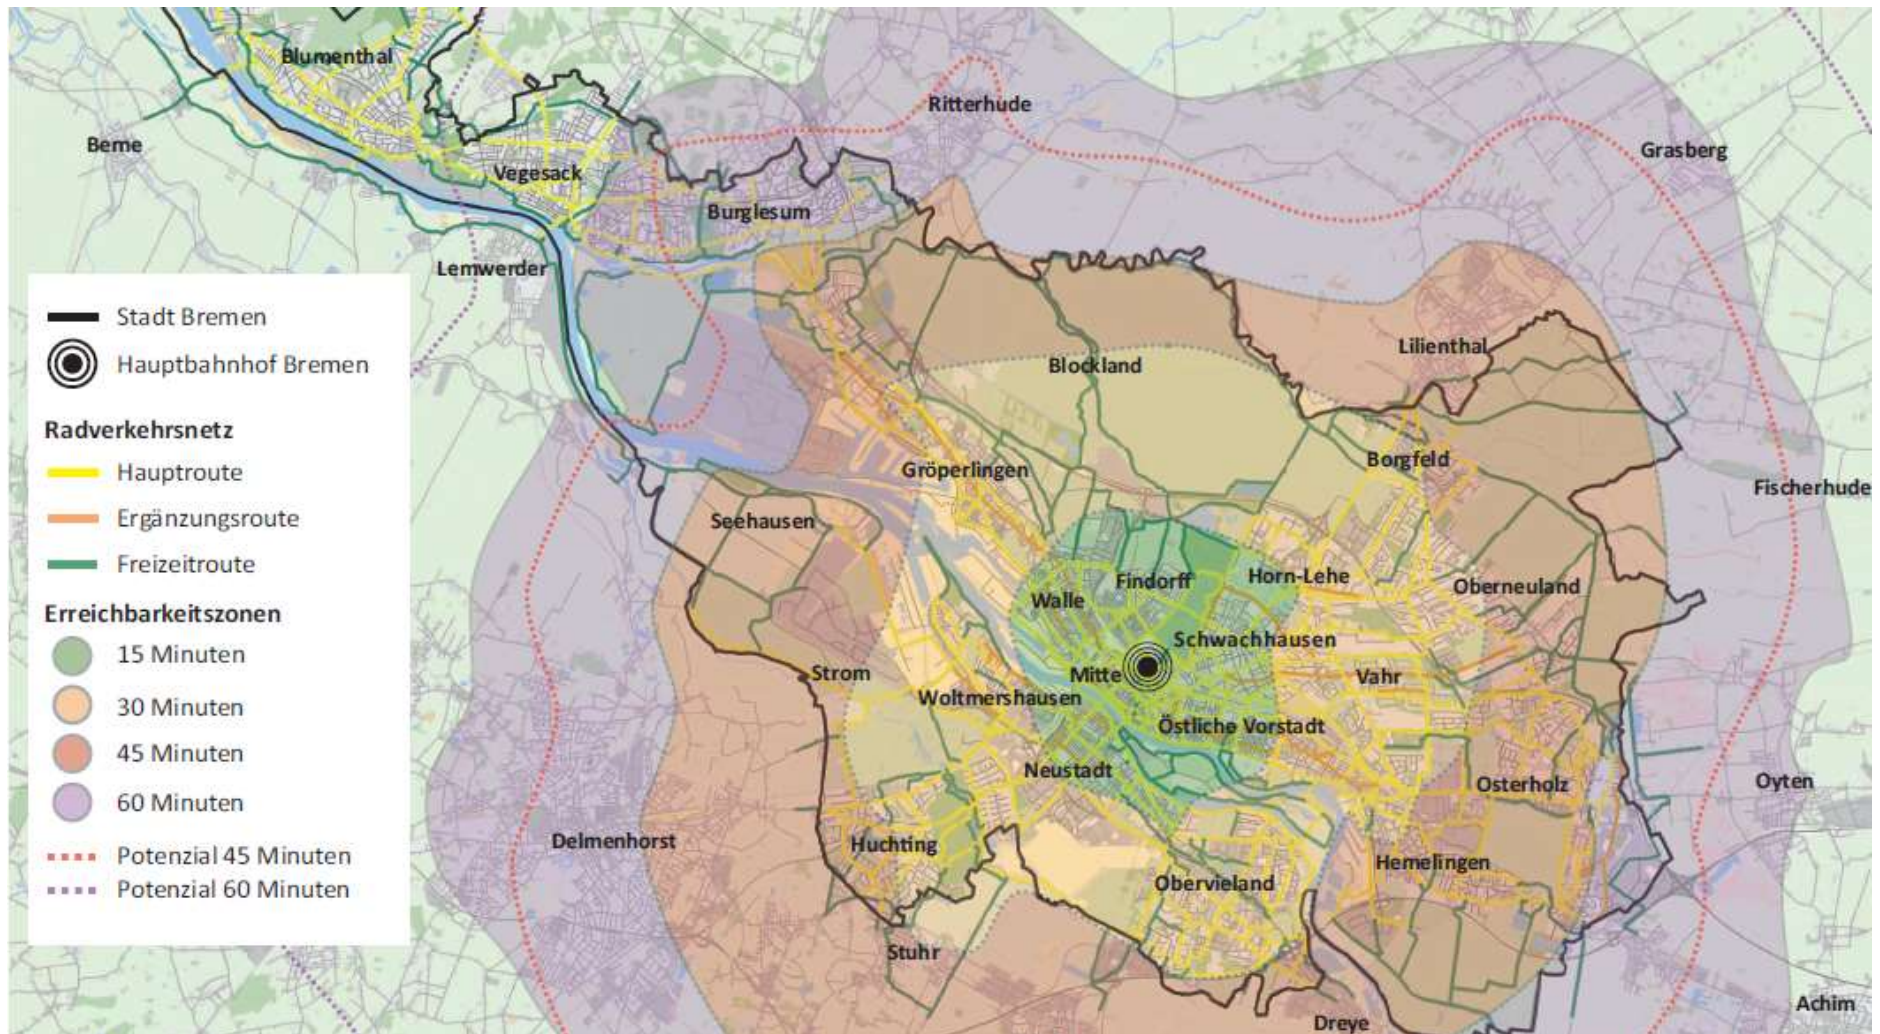 Blumenthal
Ritterhude
Beme
Grasberg
Vegesack
Burglesum
Lemwerder
Stadt Bremen
Hauptbahnhof Bremen
Radverkehrsnetz
Hauptroute
Ergänzungsroute
Freizeitroute
Erreichbarkeitszonen
15 Minuten
30 Minuten
45 Minuten
60 Minuten
Potenzial 45 Minuten
Potenzial 60 Minuten
Lilienthal
Blockland
Borgfeld
Gröperlingen
Fischerhude
Seehausen
Findorff
Horn-Lehe
Oberneuland
Walle
Schwachhausen
Mitte
Strom
Vahr
Woltmershausen
Östliche Vorstadt
Neustadt
Osterholz
Oyten
Delmenhorst
Huchting
Hemelingen
Obervieland
Stuhr
Achim
Dreye